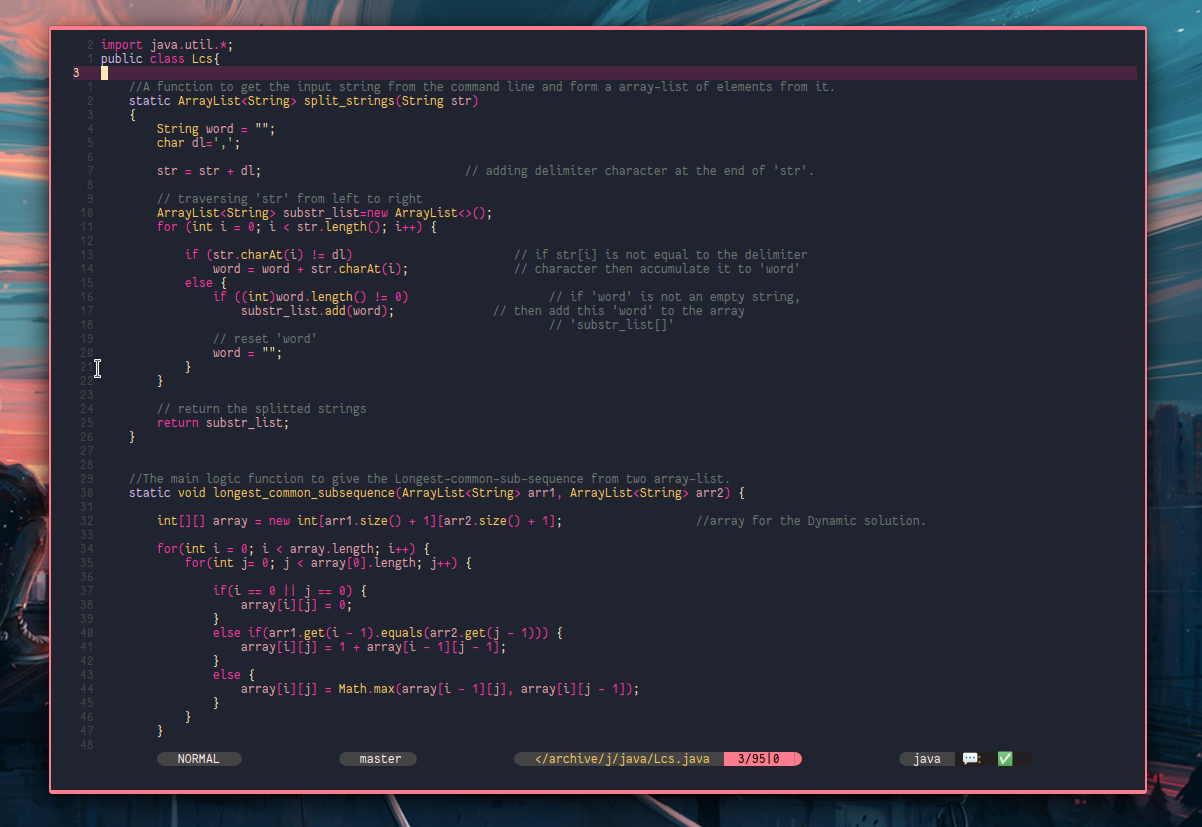 2 import java.util.*;
1 public class Lcs{
3
1 //A function to get the input string from the command line and form a array-list of elements from it.
2 static ArrayList<String> split_strings(String str)
3 {
4 String word = "";
5 char dl=',';
6
7 str = str + dl; // adding delimiter character at the end of 'str'.
8
9 // traversing 'str' from left to right
10 ArrayList<String> substr_list=new ArrayList<>();
11 for (int i = 0; i < str.length(); i++) {
12
13 if (str.charAt(i) != dl) // if str[i] is not equal to the delimiter
14 word = word + str.charAt(i); // character then accumulate it to 'word'
15 else {
16 if ((int)word.length() != 0) // if 'word' is not an empty string,
17 substr_list.add(word); // then add this 'word' to the array
18 // 'substr_list[]'
19 // reset 'word'
20 word = "";
21 }
22 }
23
24 // return the splitted strings
25 return substr_list;
26 }
27
28
29 //The main logic function to give the Longest-common-sub-sequence from two array-list.
30 static void longest_common_subsequence(ArrayList<String> arr1, ArrayList<String> arr2) {
31
32 int[][] array = new int[arr1.size() + 1][arr2.size() + 1]; //array for the Dynamic solution.
33
34 for(int i = 0; i < array.length; i++) {
35 for(int j= 0; j < array[0].length; j++) {
36
37 if(i == 0 || j == 0) {
38 array[i][j] = 0;
39 }
40 else if(arr1.get(i - 1).equals(arr2.get(j - 1))) {
41 array[i][j] = 1 + array[i - 1][j - 1];
42 }
43 else {
44 array[i][j] = Math.max(array[i - 1][j], array[i][j - 1]);
45 }
46 }
47 }
48
NORMAL master </archive/j/java/Lcs.java 3/95|0 java 💬: ✅